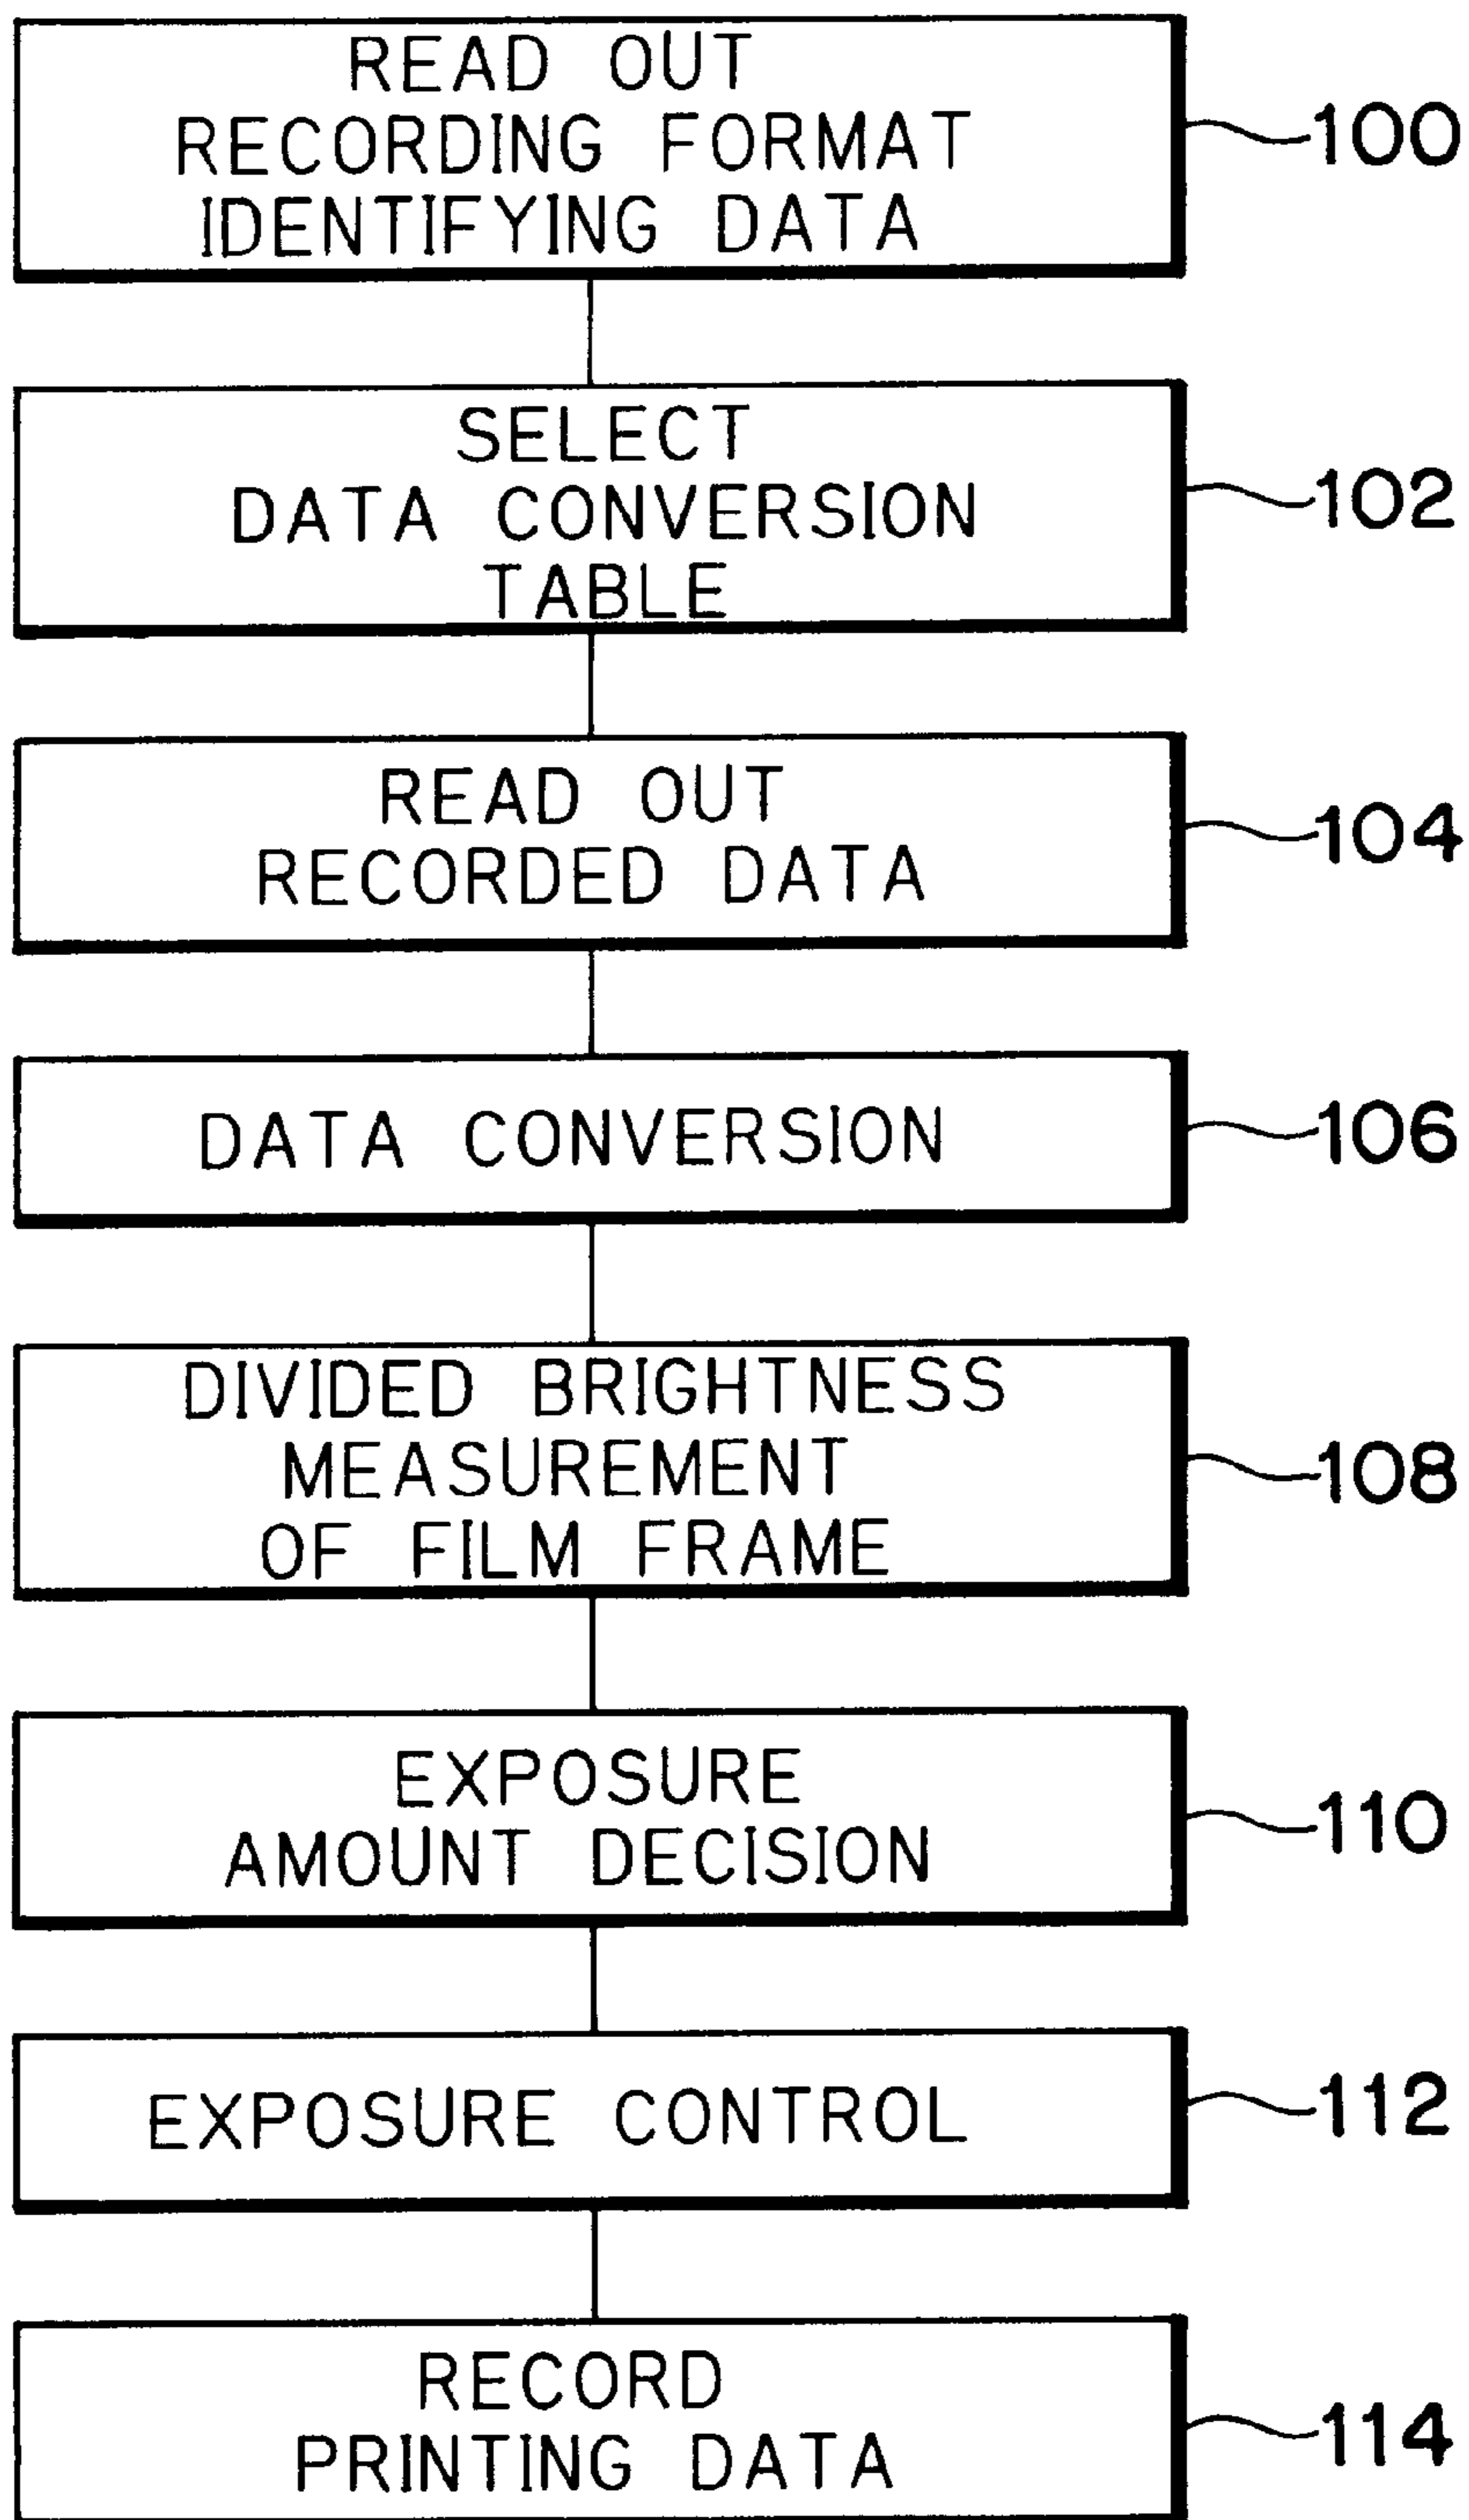 READ OUT
RECORDING FORMAT
IDENTIFYING DATA
100
SELECT
DATA CONVERSION
TABLE
102
READ OUT
RECORDED DATA
104
DATA CONVERSION
106
DIVIDED BRIGHTNESS
MEASUREMENT
OF FILM FRAME
108
EXPOSURE
AMOUNT DECISION
110
EXPOSURE CONTROL
112
RECORD
PRINTING DATA
114